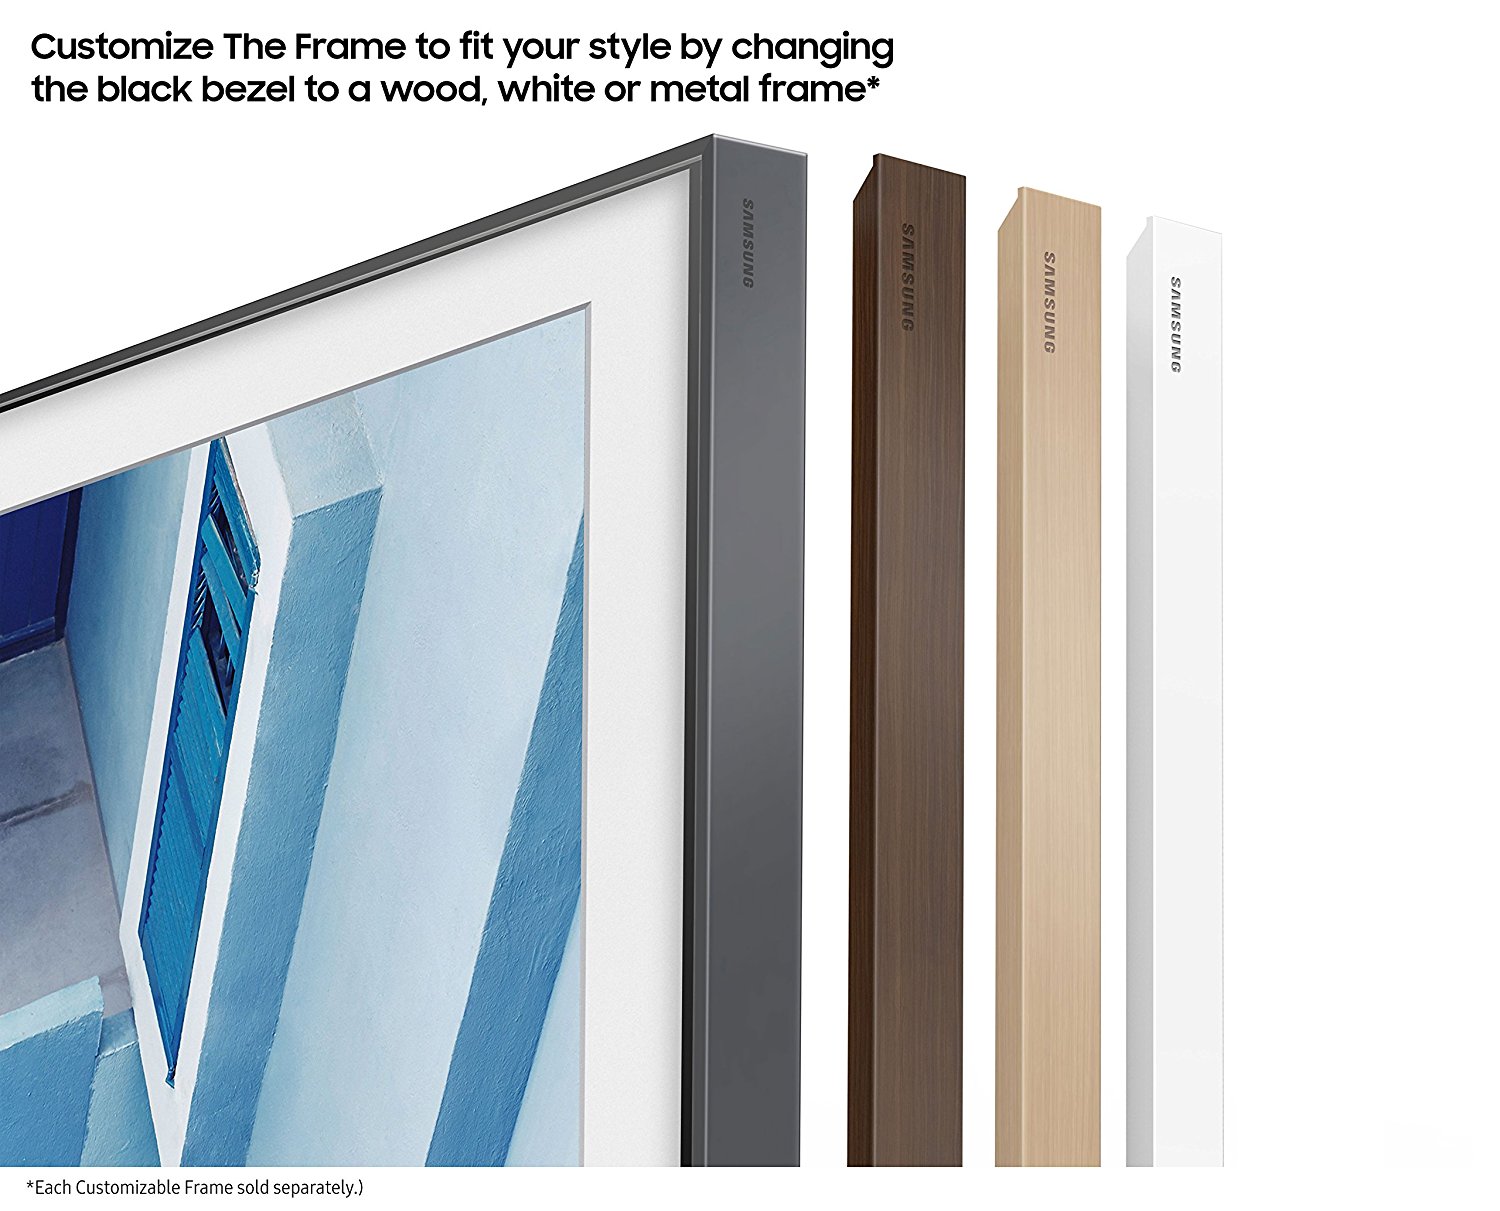 Customize The Frame to fit your style by changing
the black bezel to a wood, white or metal frame*
SAMSUNG
SAMSUNG
SAMSUNG
SAMSUNG
*Each Customizable Frame sold separately.)